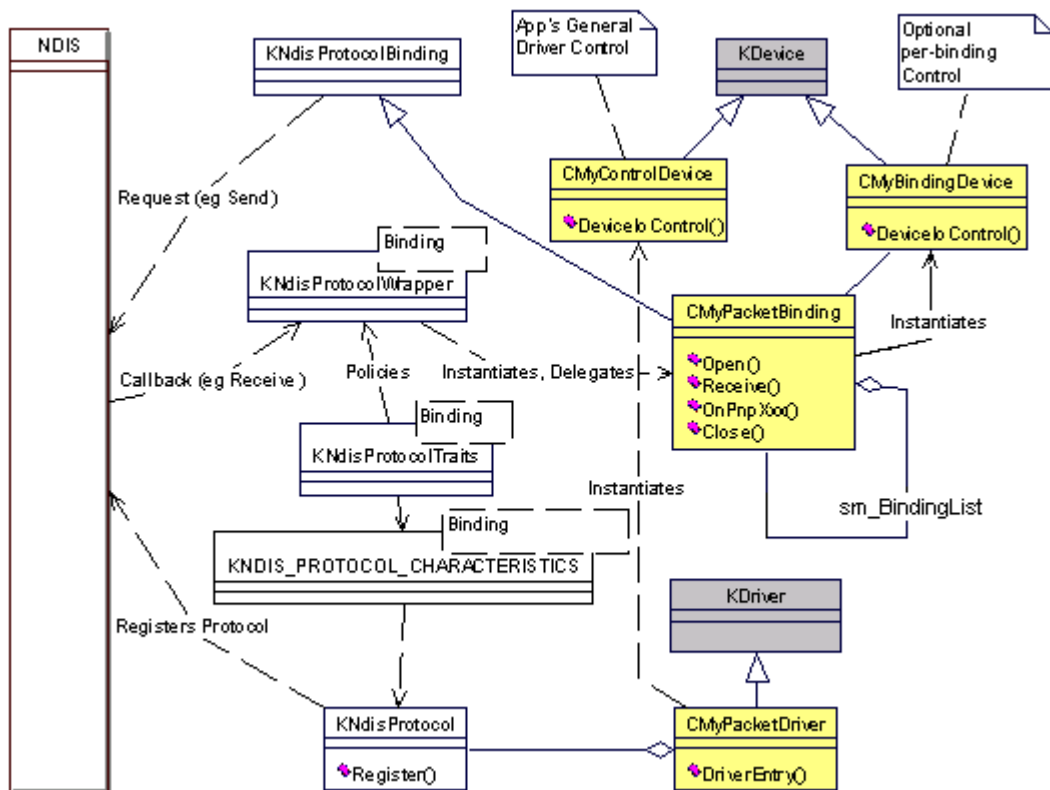 NDIS
KNdisProtocolBinding
App's General
Driver Control
KDevice
Optional
per-binding
Control
CMyControlDevice
DeviceIoControl()
CMyBindingDevice
DeviceIoControl()
Request (eg Send)
Binding
KNdisProtocolWrapper
CMyPacketBinding
Open()
Receive()
OnPnpXxx()
Close()
Instantiates
Callback (eg Receive)
Policies
Instantiates, Delegates
Binding
KNdisProtocolTraits
Instantiates
sm_BindingList
Binding
KNDIS_PROTOCOL_CHARACTERISTICS
KDriver
Registers Protocol
KNdisProtocol
Register()
CMyPacketDriver
DriverEntry()